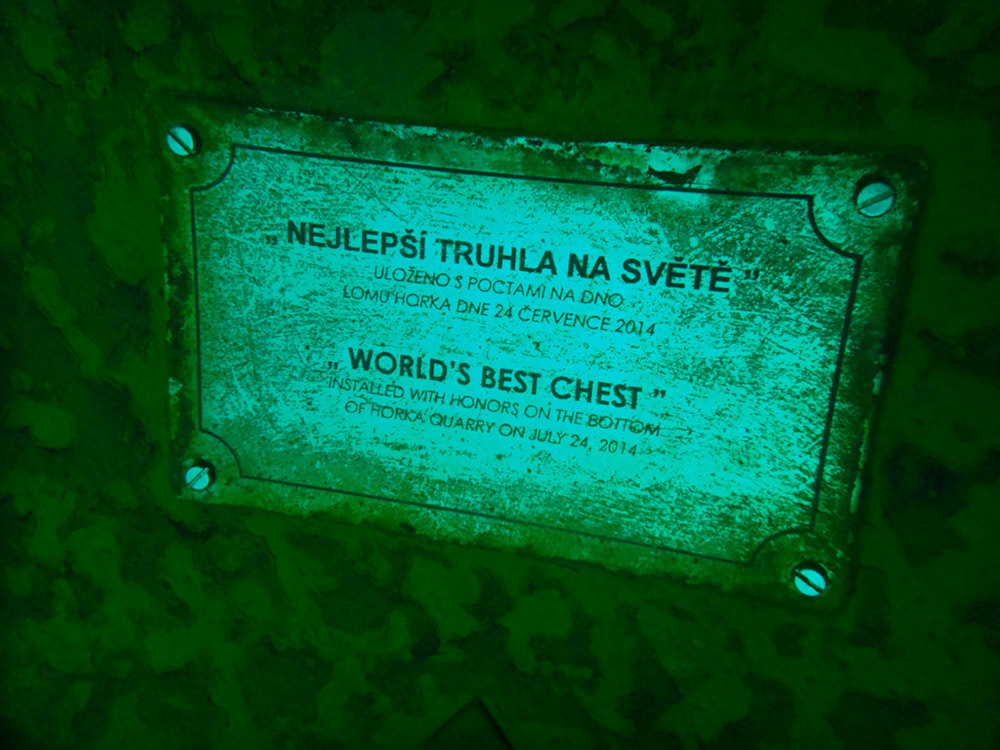 „ NEJLEPŠÍ TRUHLA NA SVĚTĚ ”
ULOŽENO S POCTAMI NA DNO
LOMU HORKA DNE 24 ČERVENCE 2014
„ WORLD'S BEST CHEST ”
INSTALLED WITH HONORS ON THE BOTTOM
OF HORKA QUARRY ON JULY 24, 2014